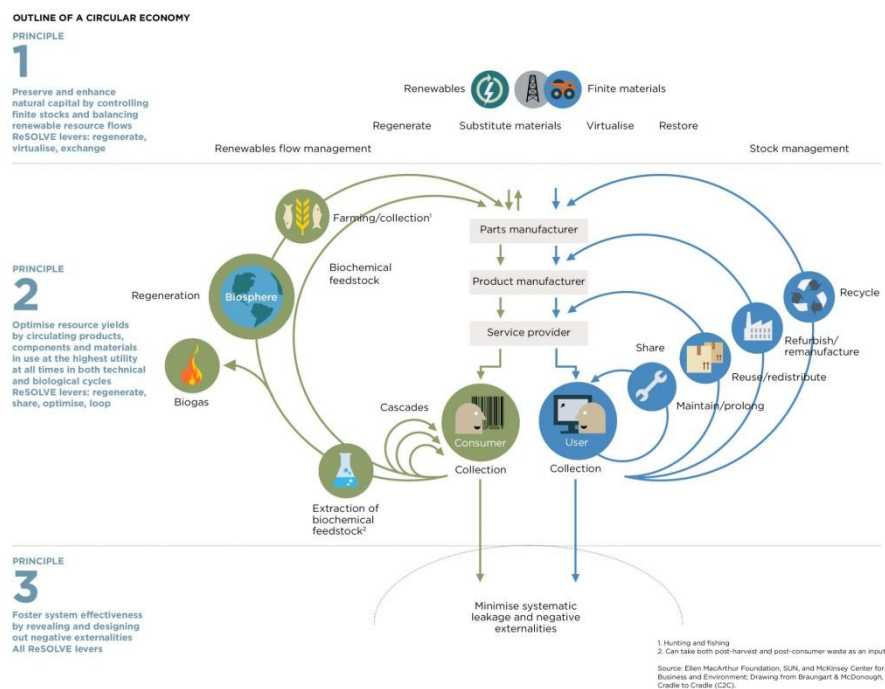 OUTLINE OF A CIRCULAR ECONOMY
PRINCIPLE
1
Preserve and enhance
natural capital by controlling
finite stocks and balancing
renewable resource flows
ReSOLVE levers: regenerate,
virtualise, exchange
Renewables
Finite materials
Regenerate
Substitute materials
Virtualise
Restore
Renewables flow management
Stock management
PRINCIPLE
2
Optimise resource yields
by circulating products,
components and materials
in use at the highest utility
at all times in both technical
and biological cycles
ReSOLVE levers: regenerate,
share, optimise, loop
Farming/collection¹
Biochemical
feedstock
Regeneration
Biosphere
Biogas
Cascades
Extraction of
biochemical
feedstock²
Parts manufacturer
Product manufacturer
Service provider
Consumer
Collection
User
Collection
Share
Maintain/prolong
Reuse/redistribute
Refurbish/
remanufacture
Recycle
PRINCIPLE
3
Foster system effectiveness
by revealing and designing
out negative externalities
All ReSOLVE levers
Minimise systematic
leakage and negative
externalities
1. Hunting and fishing
2. Can take both post-harvest and post-consumer waste as an input
Source: Ellen MacArthur Foundation, SUN, and McKinsey Center for
Business and Environment; Drawing from Braungart & McDonough,
Cradle to Cradle (C2C).